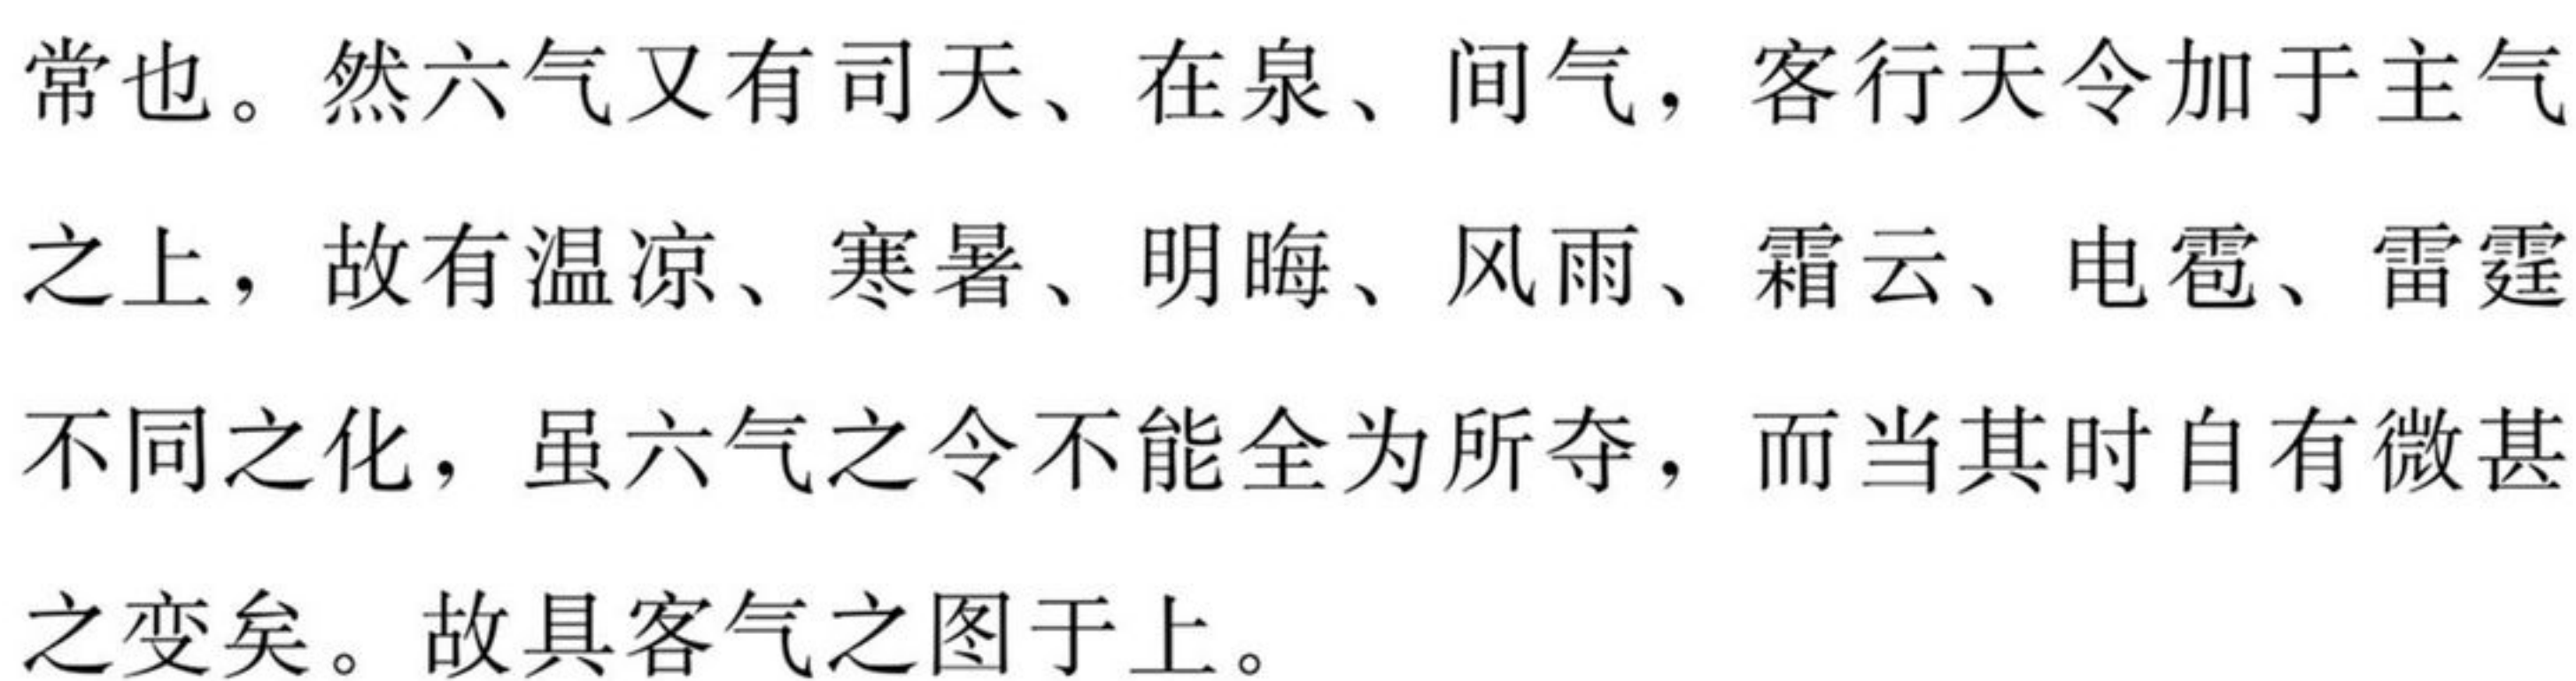 常也。然六气又有司天、在泉、间气，客行天令加于主气
之上，故有温凉、寒暑、明晦、风雨、霜云、电雹、雷霆
不同之化，虽六气之令不能全为所夺，而当其时自有微甚
之变矣。故具客气之图于上。